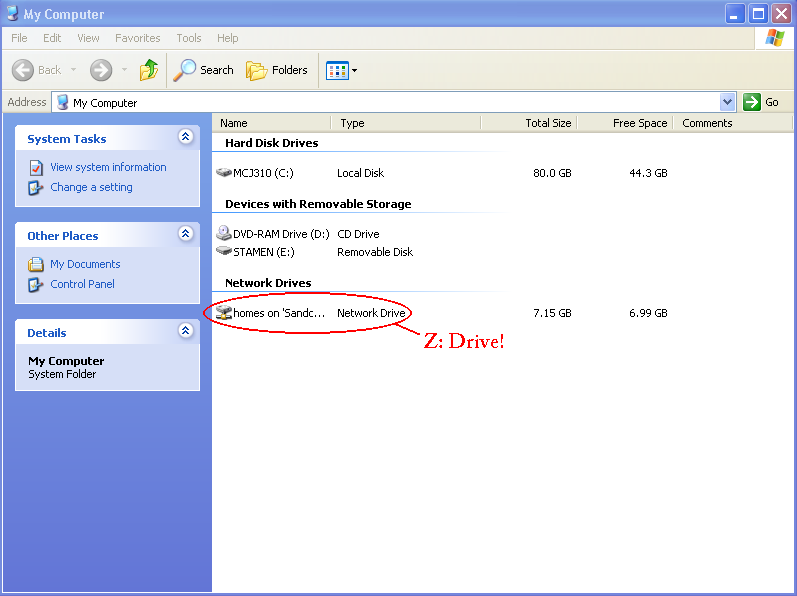 My Computer
File Edit View Favorites Tools Help
Back Search Folders
Address My Computer Go
System Tasks
View system information
Change a setting
Other Places
My Documents
Control Panel
Details
My Computer
System Folder
Name Type Total Size Free Space Comments
Hard Disk Drives
MCJ310 (C:) Local Disk 80.0 GB 44.3 GB
Devices with Removable Storage
DVD-RAM Drive (D:) CD Drive
STAMEN (E:) Removable Disk
Network Drives
homes on 'Sandc... Network Drive 7.15 GB 6.99 GB
Z: Drive!